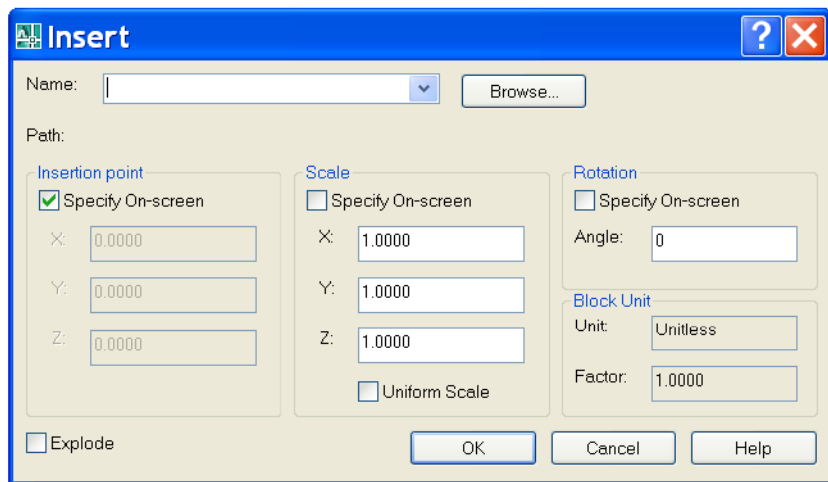 Insert
Name:
Browse...
Path:
Insertion point
Specify On-screen
X: 0.0000
Y: 0.0000
Z: 0.0000
Scale
Specify On-screen
X: 1.0000
Y: 1.0000
Z: 1.0000
Uniform Scale
Rotation
Specify On-screen
Angle: 0
Block Unit
Unit: Unitless
Factor: 1.0000
Explode
OK
Cancel
Help